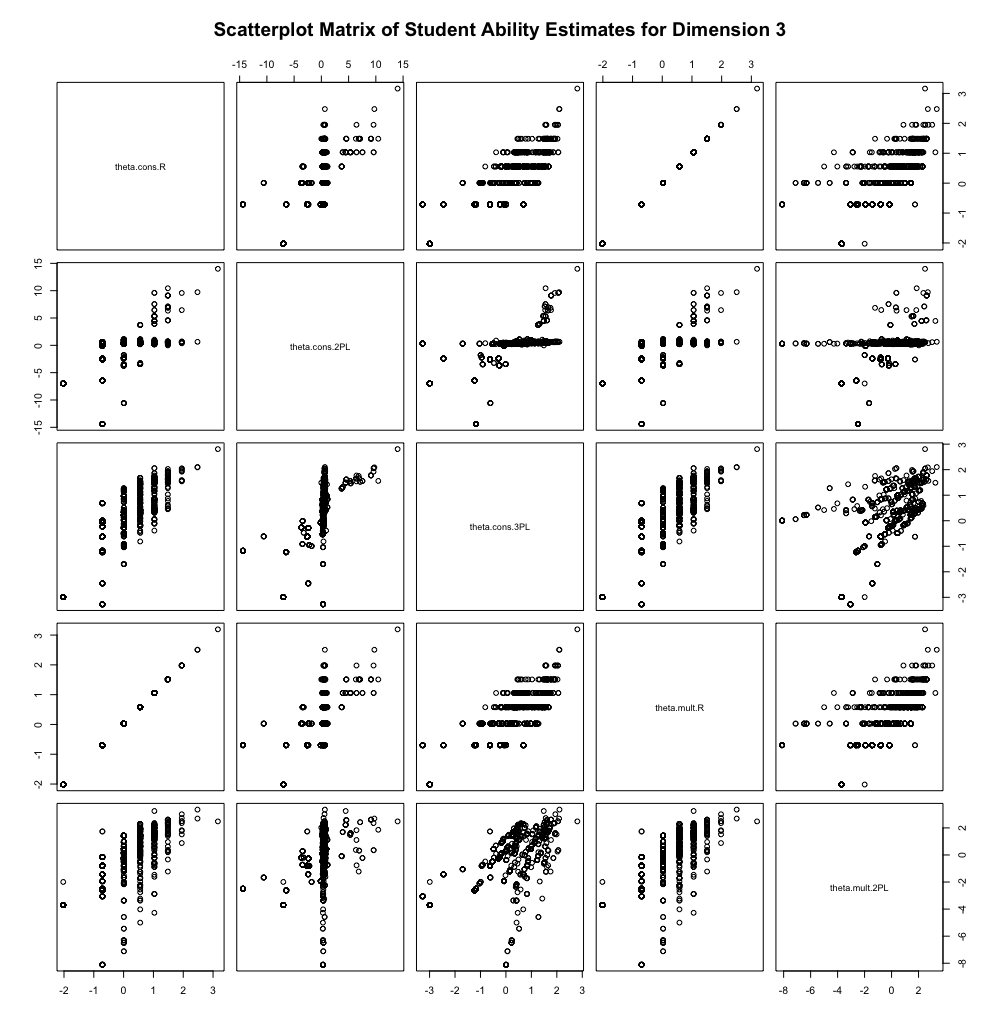 Scatterplot Matrix of Student Ability Estimates for Dimension 3
-15 -10 -5 0 5 10 15
-2 -1 0 1 2 3
theta.cons.R
3
2
1
0
-1
-2
15
10
5
0
-5
-10
-15
theta.cons.2PL
theta.cons.3PL
3
2
1
0
-1
-2
-3
3
2
1
0
-1
-2
theta.mult.R
theta.mult.2PL
2
0
-2
-4
-6
-8
-2 -1 0 1 2 3
-3 -2 -1 0 1 2 3
-8 -6 -4 -2 0 2